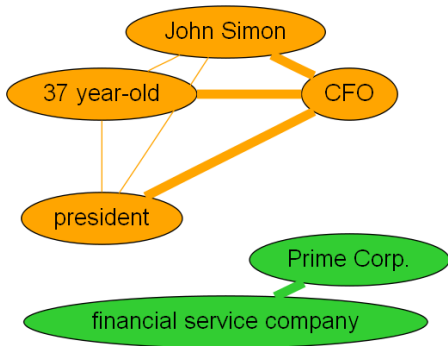 John Simon
37 year-old
CFO
president
Prime Corp.
financial service company